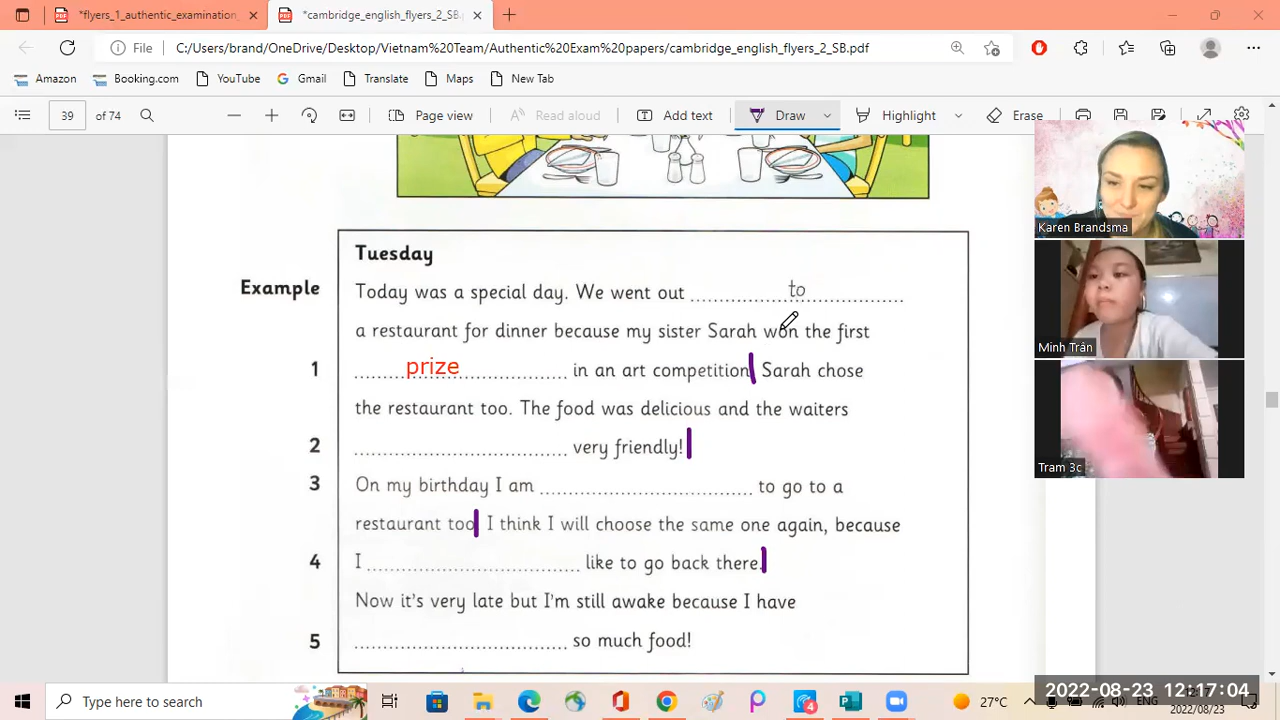 *flyers_1_authentic_examination
*cambridge_english_flyers_2_SB.p
File C:/Users/brand/OneDrive/Desktop/Vietnam%20Team/Authentic%20Exam%20papers/cambridge_english_flyers_2_SB.pdf
Amazon Booking.com YouTube Gmail Translate Maps New Tab
39 of 74 Page view Read aloud Add text Draw Highlight Erase
Tuesday
Example Today was a special day. We went out to
a restaurant for dinner because my sister Sarah won the first
1 prize in an art competition. Sarah chose
the restaurant too. The food was delicious and the waiters
2 very friendly!
3 On my birthday I am to go to a
restaurant too. I think I will choose the same one again, because
4 I like to go back there.
Now it's very late but I'm still awake because I have
5 so much food!
Karen Brandsma
Minh Trân
Tram 3c
Type here to search
4
27°C
ENG
2022-08-23 12:17:04
2022/08/23